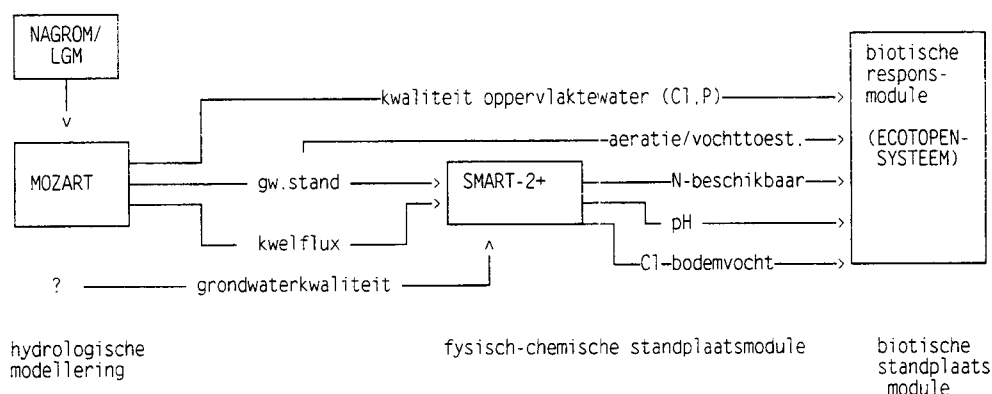 NAGROM/
LGM
MOZART
kwaliteit oppervlaktewater (Cl,P)
aeratie/vochttoest.
gw.stand
kwelflux
? grondwaterkwaliteit
SMART-2+
N-beschikbaar
pH
Cl-bodemvocht
biotische
respons-
module
(ECOTOPEN-
SYSTEEM)
hydrologische
modellering
fysisch-chemische standplaatsmodule
biotische
standplaats
module